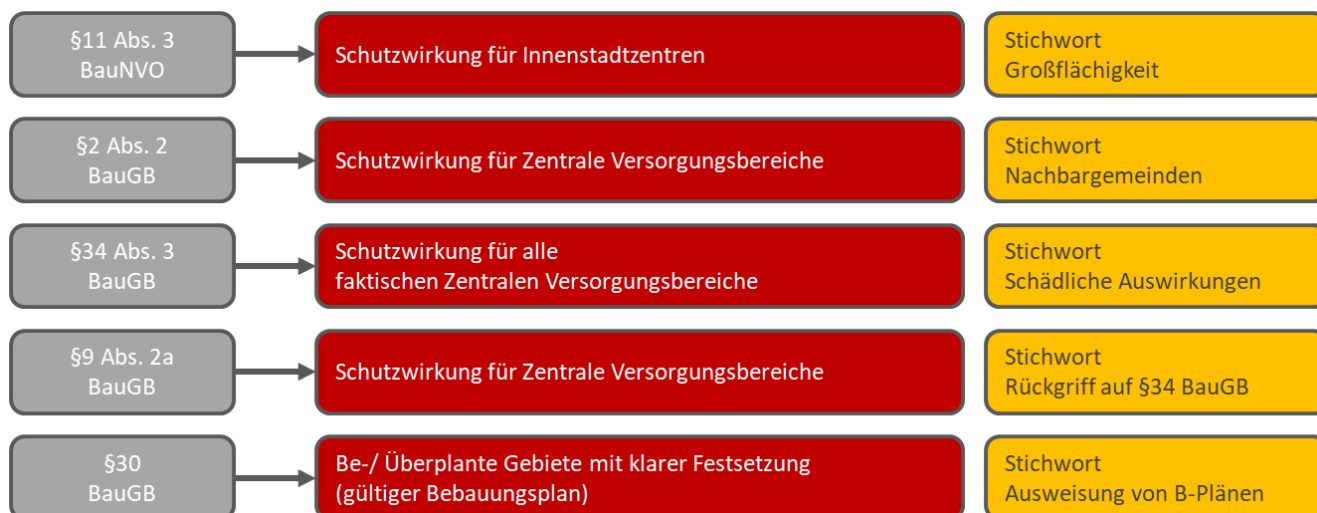 §11 Abs. 3
BauNVO
Schutzwirkung für Innenstadtzentren
Stichwort
Großflächigkeit
§2 Abs. 2
BauGB
Schutzwirkung für Zentrale Versorgungsbereiche
Stichwort
Nachbargemeinden
§34 Abs. 3
BauGB
Schutzwirkung für alle
faktischen Zentralen Versorgungsbereiche
Stichwort
Schädliche Auswirkungen
§9 Abs. 2a
BauGB
Schutzwirkung für Zentrale Versorgungsbereiche
Stichwort
Rückgriff auf §34 BauGB
§30
BauGB
Be-/ Überplante Gebiete mit klarer Festsetzung
(gültiger Bebauungsplan)
Stichwort
Ausweisung von B-Plänen